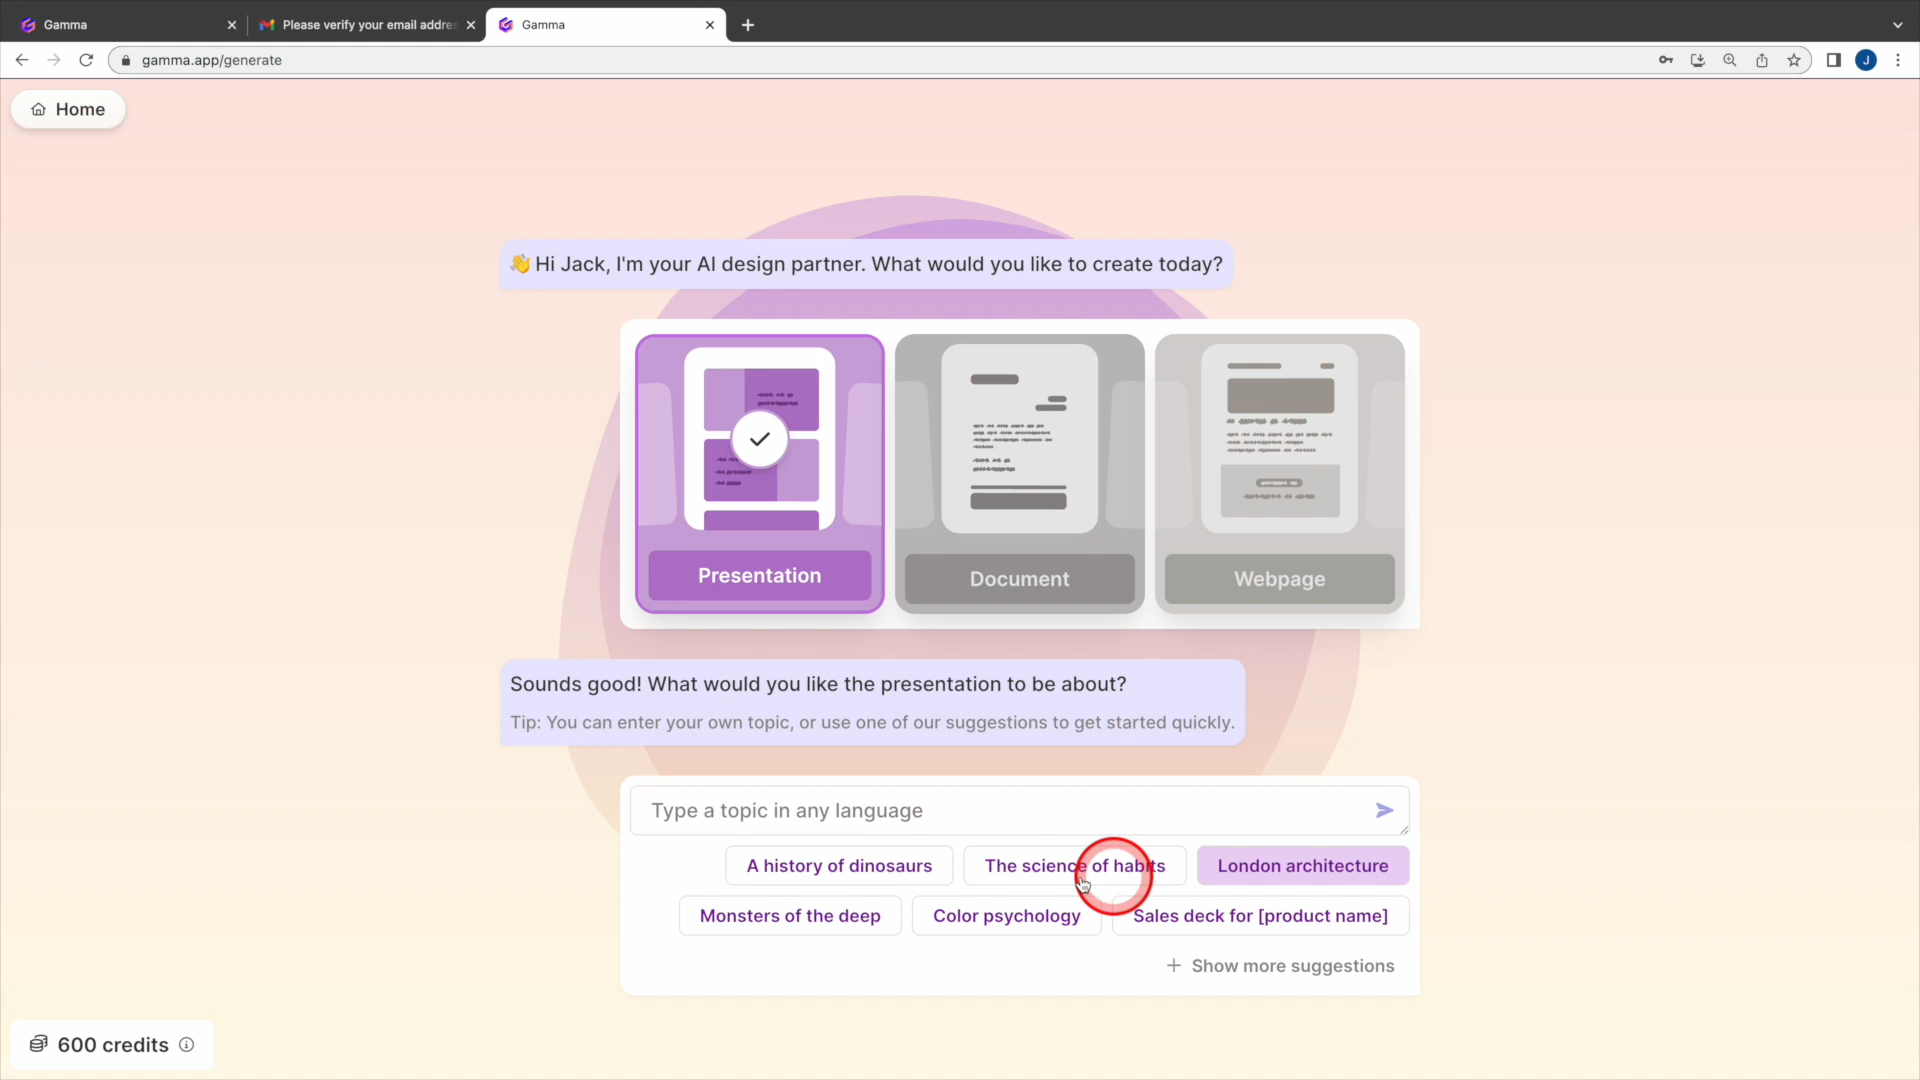 Gamma
Please verify your email addre
Gamma
gamma.app/generate
J
Home
👋 Hi Jack, I'm your AI design partner. What would you like to create today?
Presentation
Document
Webpage
Sounds good! What would you like the presentation to be about?
Tip: You can enter your own topic, or use one of our suggestions to get started quickly.
Type a topic in any language
A history of dinosaurs
The science of habits
London architecture
Monsters of the deep
Color psychology
Sales deck for [product name]
+ Show more suggestions
600 credits